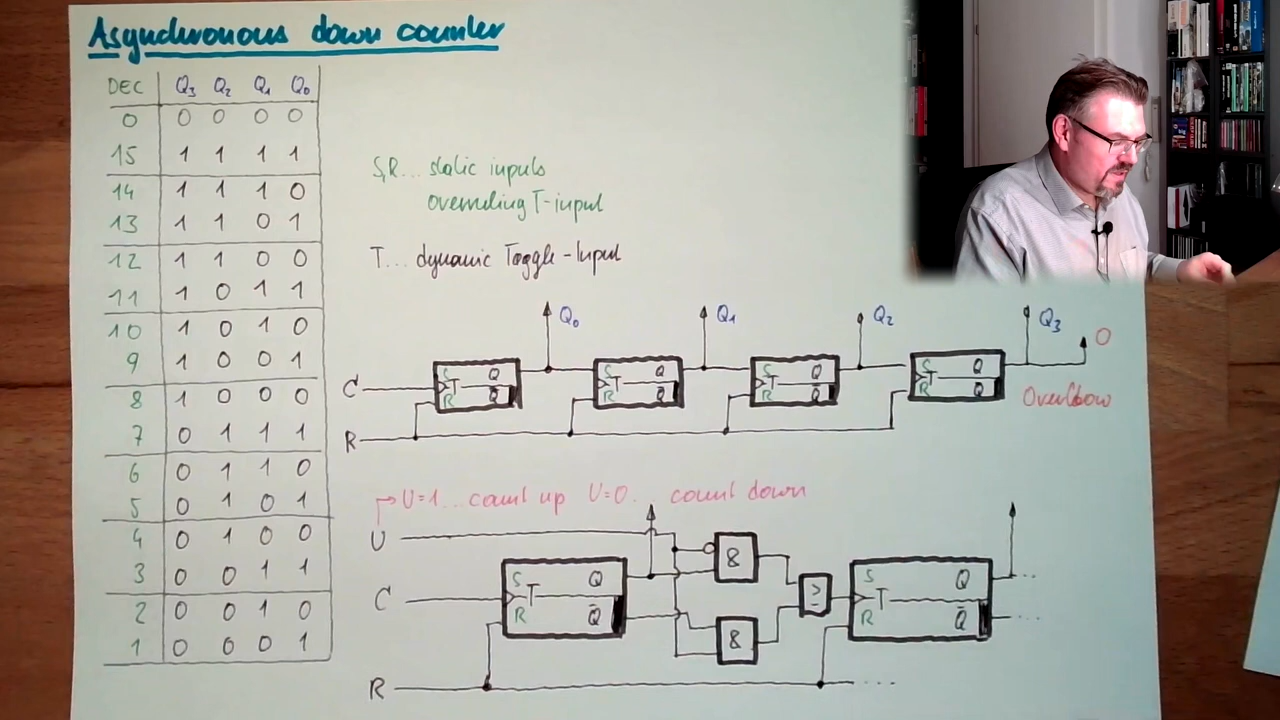 Asynchronous down counter
DEC Q3 Q2 Q1 Q0
0 0 0 0 0
15 1 1 1 1
14 1 1 1 0
13 1 1 0 1
12 1 1 0 0
11 1 0 1 1
10 1 0 1 0
9 1 0 0 1
8 1 0 0 0
7 0 1 1 1
6 0 1 1 0
5 0 1 0 1
4 0 1 0 0
3 0 0 1 1
2 0 0 1 0
1 0 0 0 1
S,R... static inputs
overruling T-input
T... dynamic Toggle-Input
Q0 Q1 Q2 Q3 O
C S T R Q Q̄ S T R Q Q̄ S T R Q Q̄ S T R Q Q̄
Overflow
R
U=1... count up U=0... count down
U
&
C S T R Q Q̄ ≥ S T R Q Q̄ ...
&
R ...